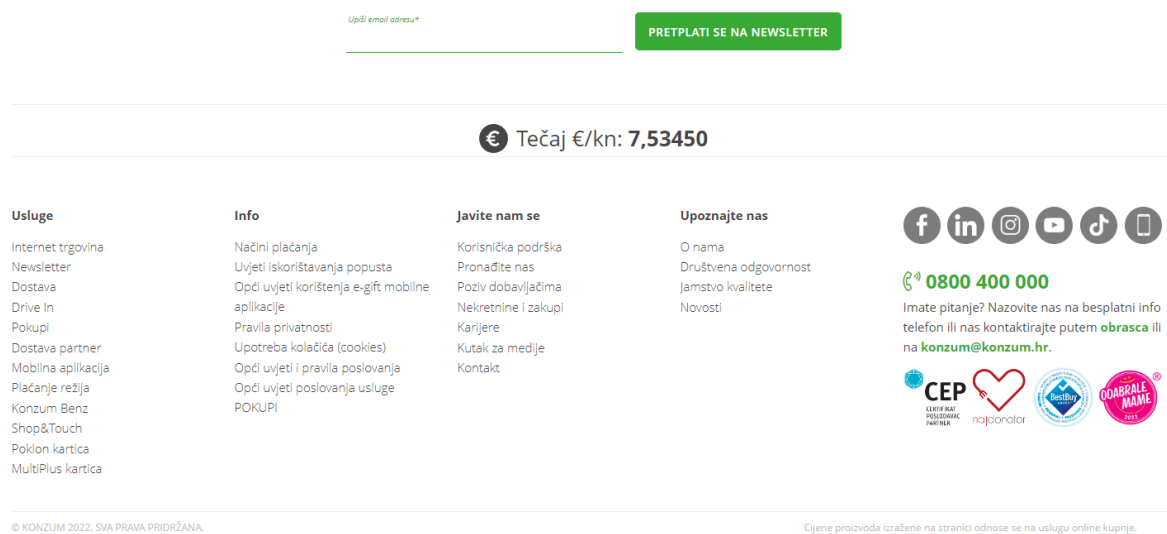 Upiši email adresu*
PRETPLATI SE NA NEWSLETTER
€ Tečaj €/kn: 7,53450
Usluge
Internet trgovina
Newsletter
Dostava
Drive In
Pokupi
Dostava partner
Mobilna aplikacija
Plaćanje režija
Konzum Benz
Shop&Touch
Poklon kartica
MultiPlus kartica
Info
Načini plaćanja
Uvjeti iskorištavanja popusta
Opći uvjeti korištenja e-gift mobilne
aplikacije
Pravila privatnosti
Upotreba kolačića (cookies)
Opći uvjeti i pravila poslovanja
Opći uvjeti poslovanja usluge
POKUPI
Javite nam se
Korisnička podrška
Pronađite nas
Poziv dobavljačima
Nekretnine i zakupi
Karijere
Kutak za medije
Kontakt
Upoznajte nas
O nama
Društvena odgovornost
Jamstvo kvalitete
Novosti
0800 400 000
Imate pitanje? Nazovite nas na besplatni info
telefon ili nas kontaktirajte putem obrasca ili
na konzum@konzum.hr.
CEP
CERTIFIKAT
POSLODAVAC
PARTNER
najdonator
BestBuy
ODABRALE
MAME
®
© KONZUM 2022. SVA PRAVA PRIDRŽANA.
Cijene proizvoda izražene na stranici odnose se na uslugu online kupnje.